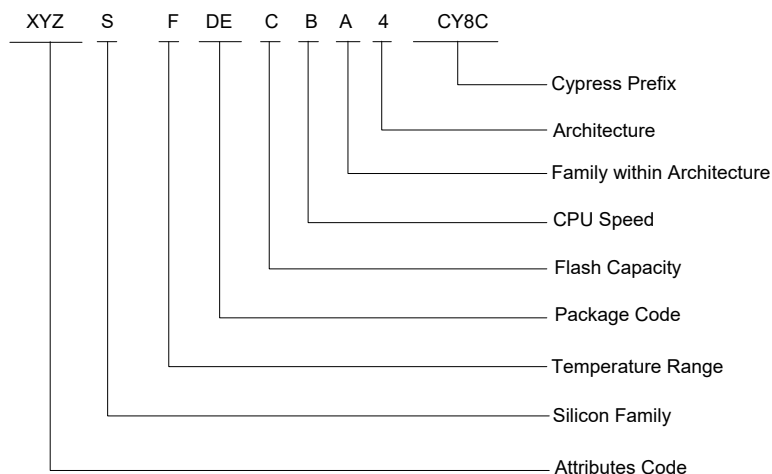 XYZ S F DE C B A 4 CY8C
Cypress Prefix
Architecture
Family within Architecture
CPU Speed
Flash Capacity
Package Code
Temperature Range
Silicon Family
Attributes Code